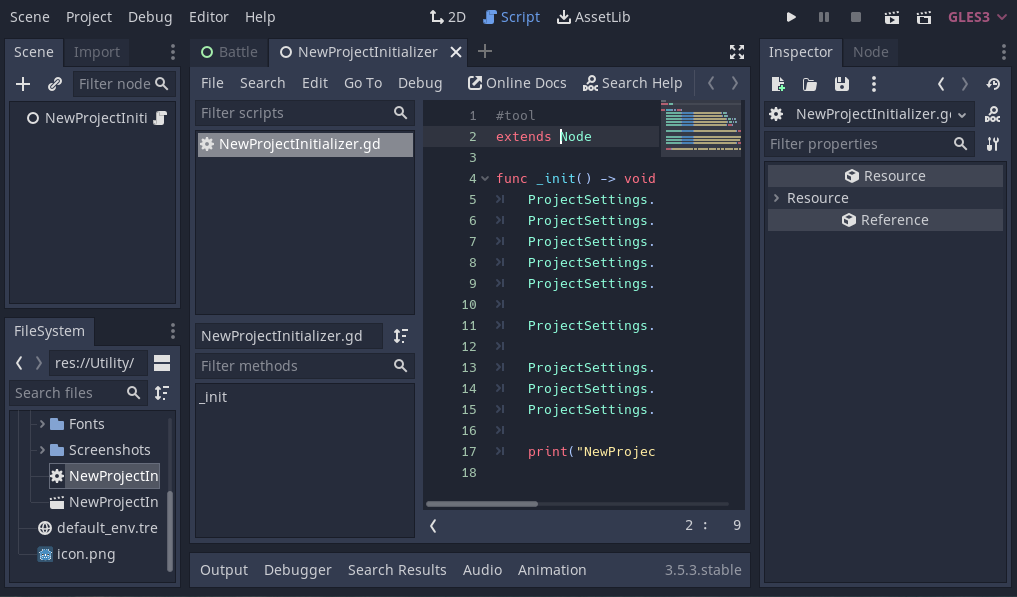 Scene Project Debug Editor Help 2D Script AssetLib GLES3
Scene Import
Filter node
NewProjectIniti
FileSystem
res://Utility/
Search files
Fonts
Screenshots
NewProjectIn
NewProjectIn
default_env.tre
icon.png
Battle NewProjectInitializer
File Search Edit Go To Debug Online Docs Search Help
Filter scripts
NewProjectInitializer.gd
NewProjectInitializer.gd
Filter methods
_init
1 #tool
2 extends Node
3
4 func _init() -> void
5 ProjectSettings.
6 ProjectSettings.
7 ProjectSettings.
8 ProjectSettings.
9 ProjectSettings.
10
11 ProjectSettings.
12
13 ProjectSettings.
14 ProjectSettings.
15 ProjectSettings.
16
17 print("NewProjec
18
2 : 9
Output Debugger Search Results Audio Animation 3.5.3.stable
Inspector Node
NewProjectInitializer.g
Filter properties
Resource
Resource
Reference